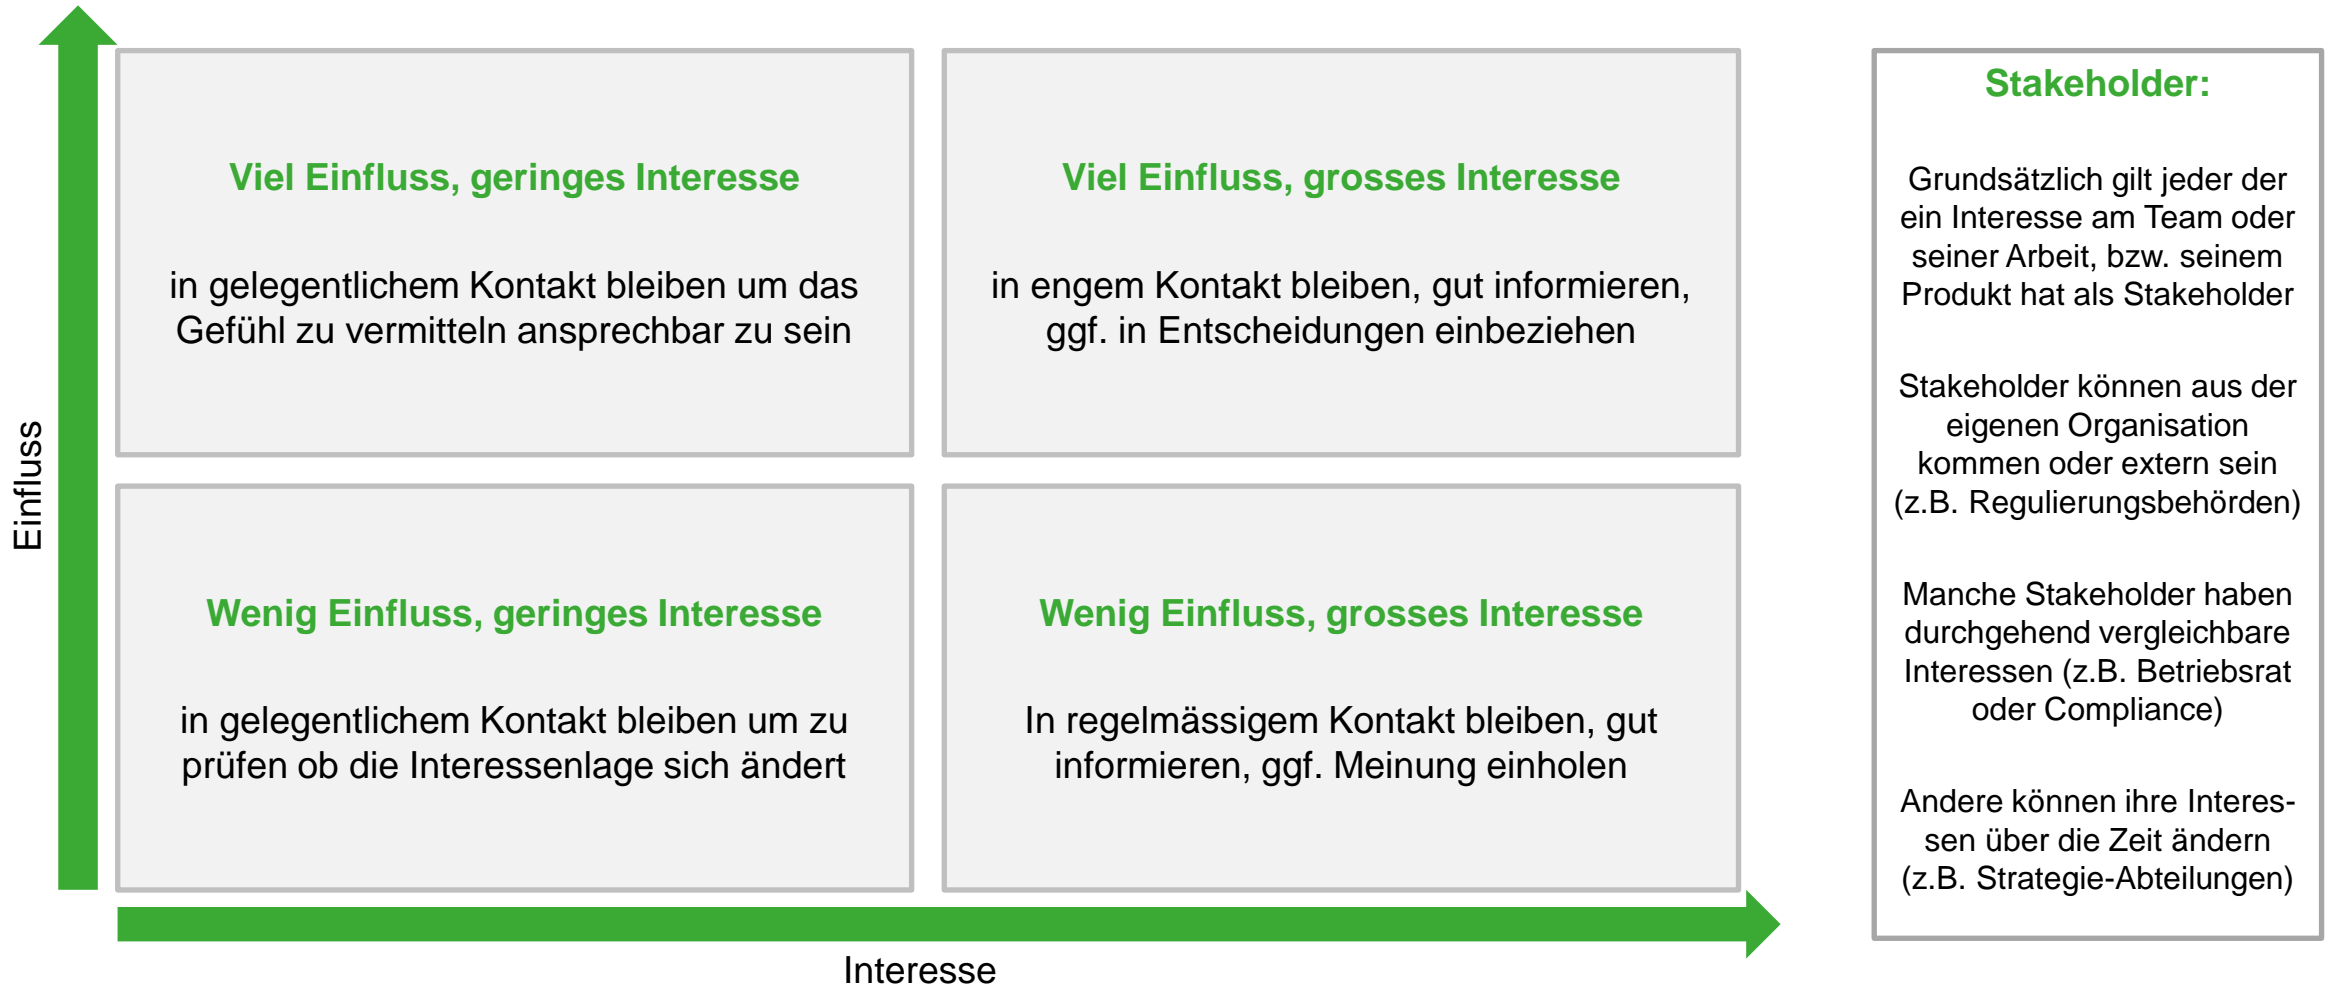 Einfluss
Viel Einfluss, geringes Interesse
in gelegentlichem Kontakt bleiben um das
Gefühl zu vermitteln ansprechbar zu sein
Viel Einfluss, grosses Interesse
in engem Kontakt bleiben, gut informieren,
ggf. in Entscheidungen einbeziehen
Wenig Einfluss, geringes Interesse
in gelegentlichem Kontakt bleiben um zu
prüfen ob die Interessenlage sich ändert
Wenig Einfluss, grosses Interesse
In regelmässigem Kontakt bleiben, gut
informieren, ggf. Meinung einholen
Interesse
Stakeholder:
Grundsätzlich gilt jeder der
ein Interesse am Team oder
seiner Arbeit, bzw. seinem
Produkt hat als Stakeholder
Stakeholder können aus der
eigenen Organisation
kommen oder extern sein
(z.B. Regulierungsbehörden)
Manche Stakeholder haben
durchgehend vergleichbare
Interessen (z.B. Betriebsrat
oder Compliance)
Andere können ihre Interes-
sen über die Zeit ändern
(z.B. Strategie-Abteilungen)